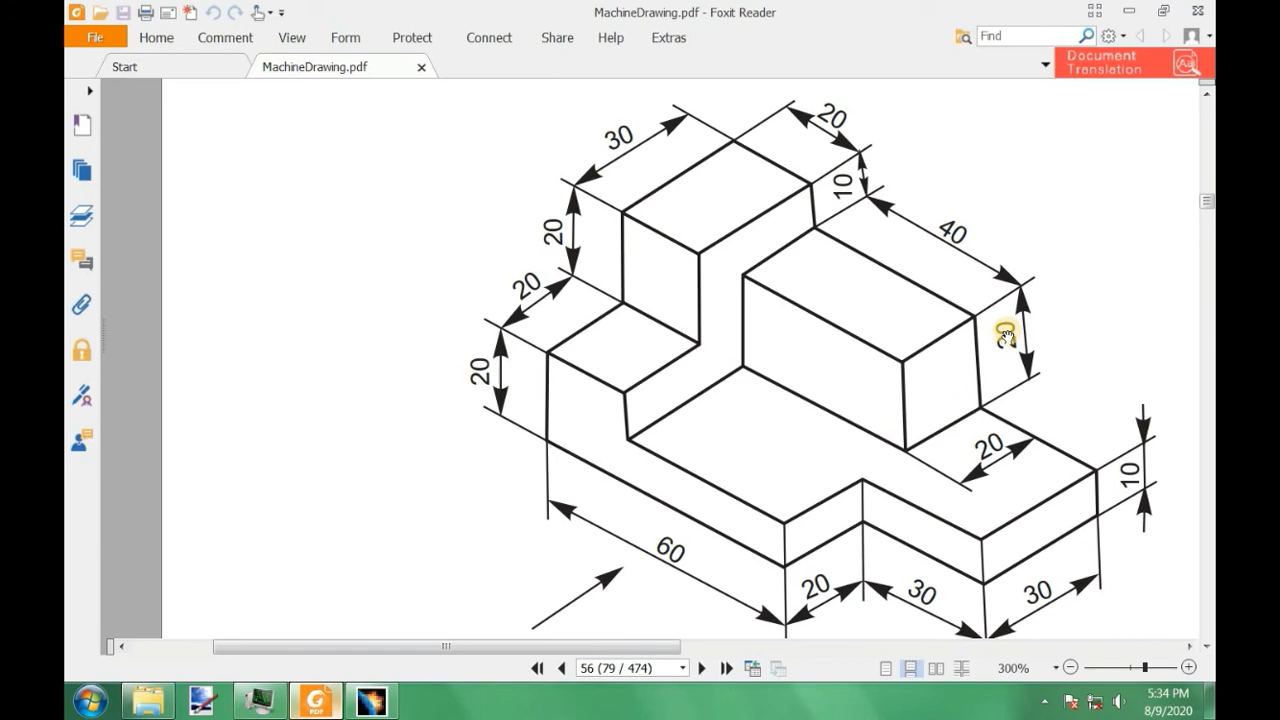 MachineDrawing.pdf - Foxit Reader
File Home Comment View Form Protect Connect Share Help Extras
Find
Start
MachineDrawing.pdf
Document
Translation
30
20
10
40
20
20
20
20
10
60
20
30
30
56 (79 / 474)
300%
5:34 PM
8/9/2020